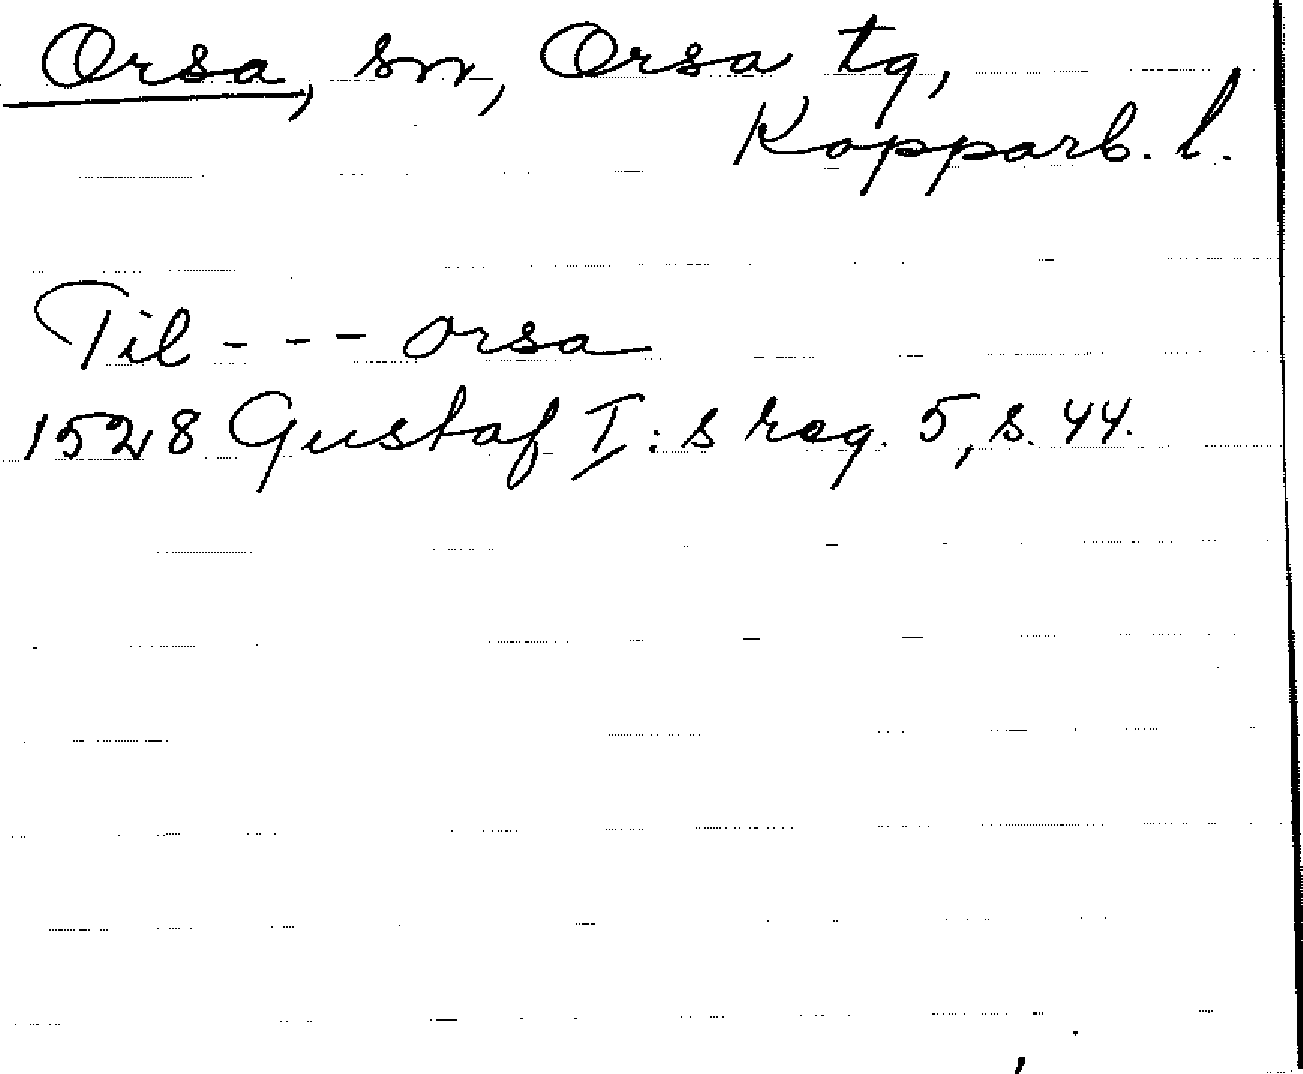 Orsa, sn, Orsa tg,
Kopparb. l.
Til - - - orsa
1528 Gustaf I:s reg. 5, s. 44.